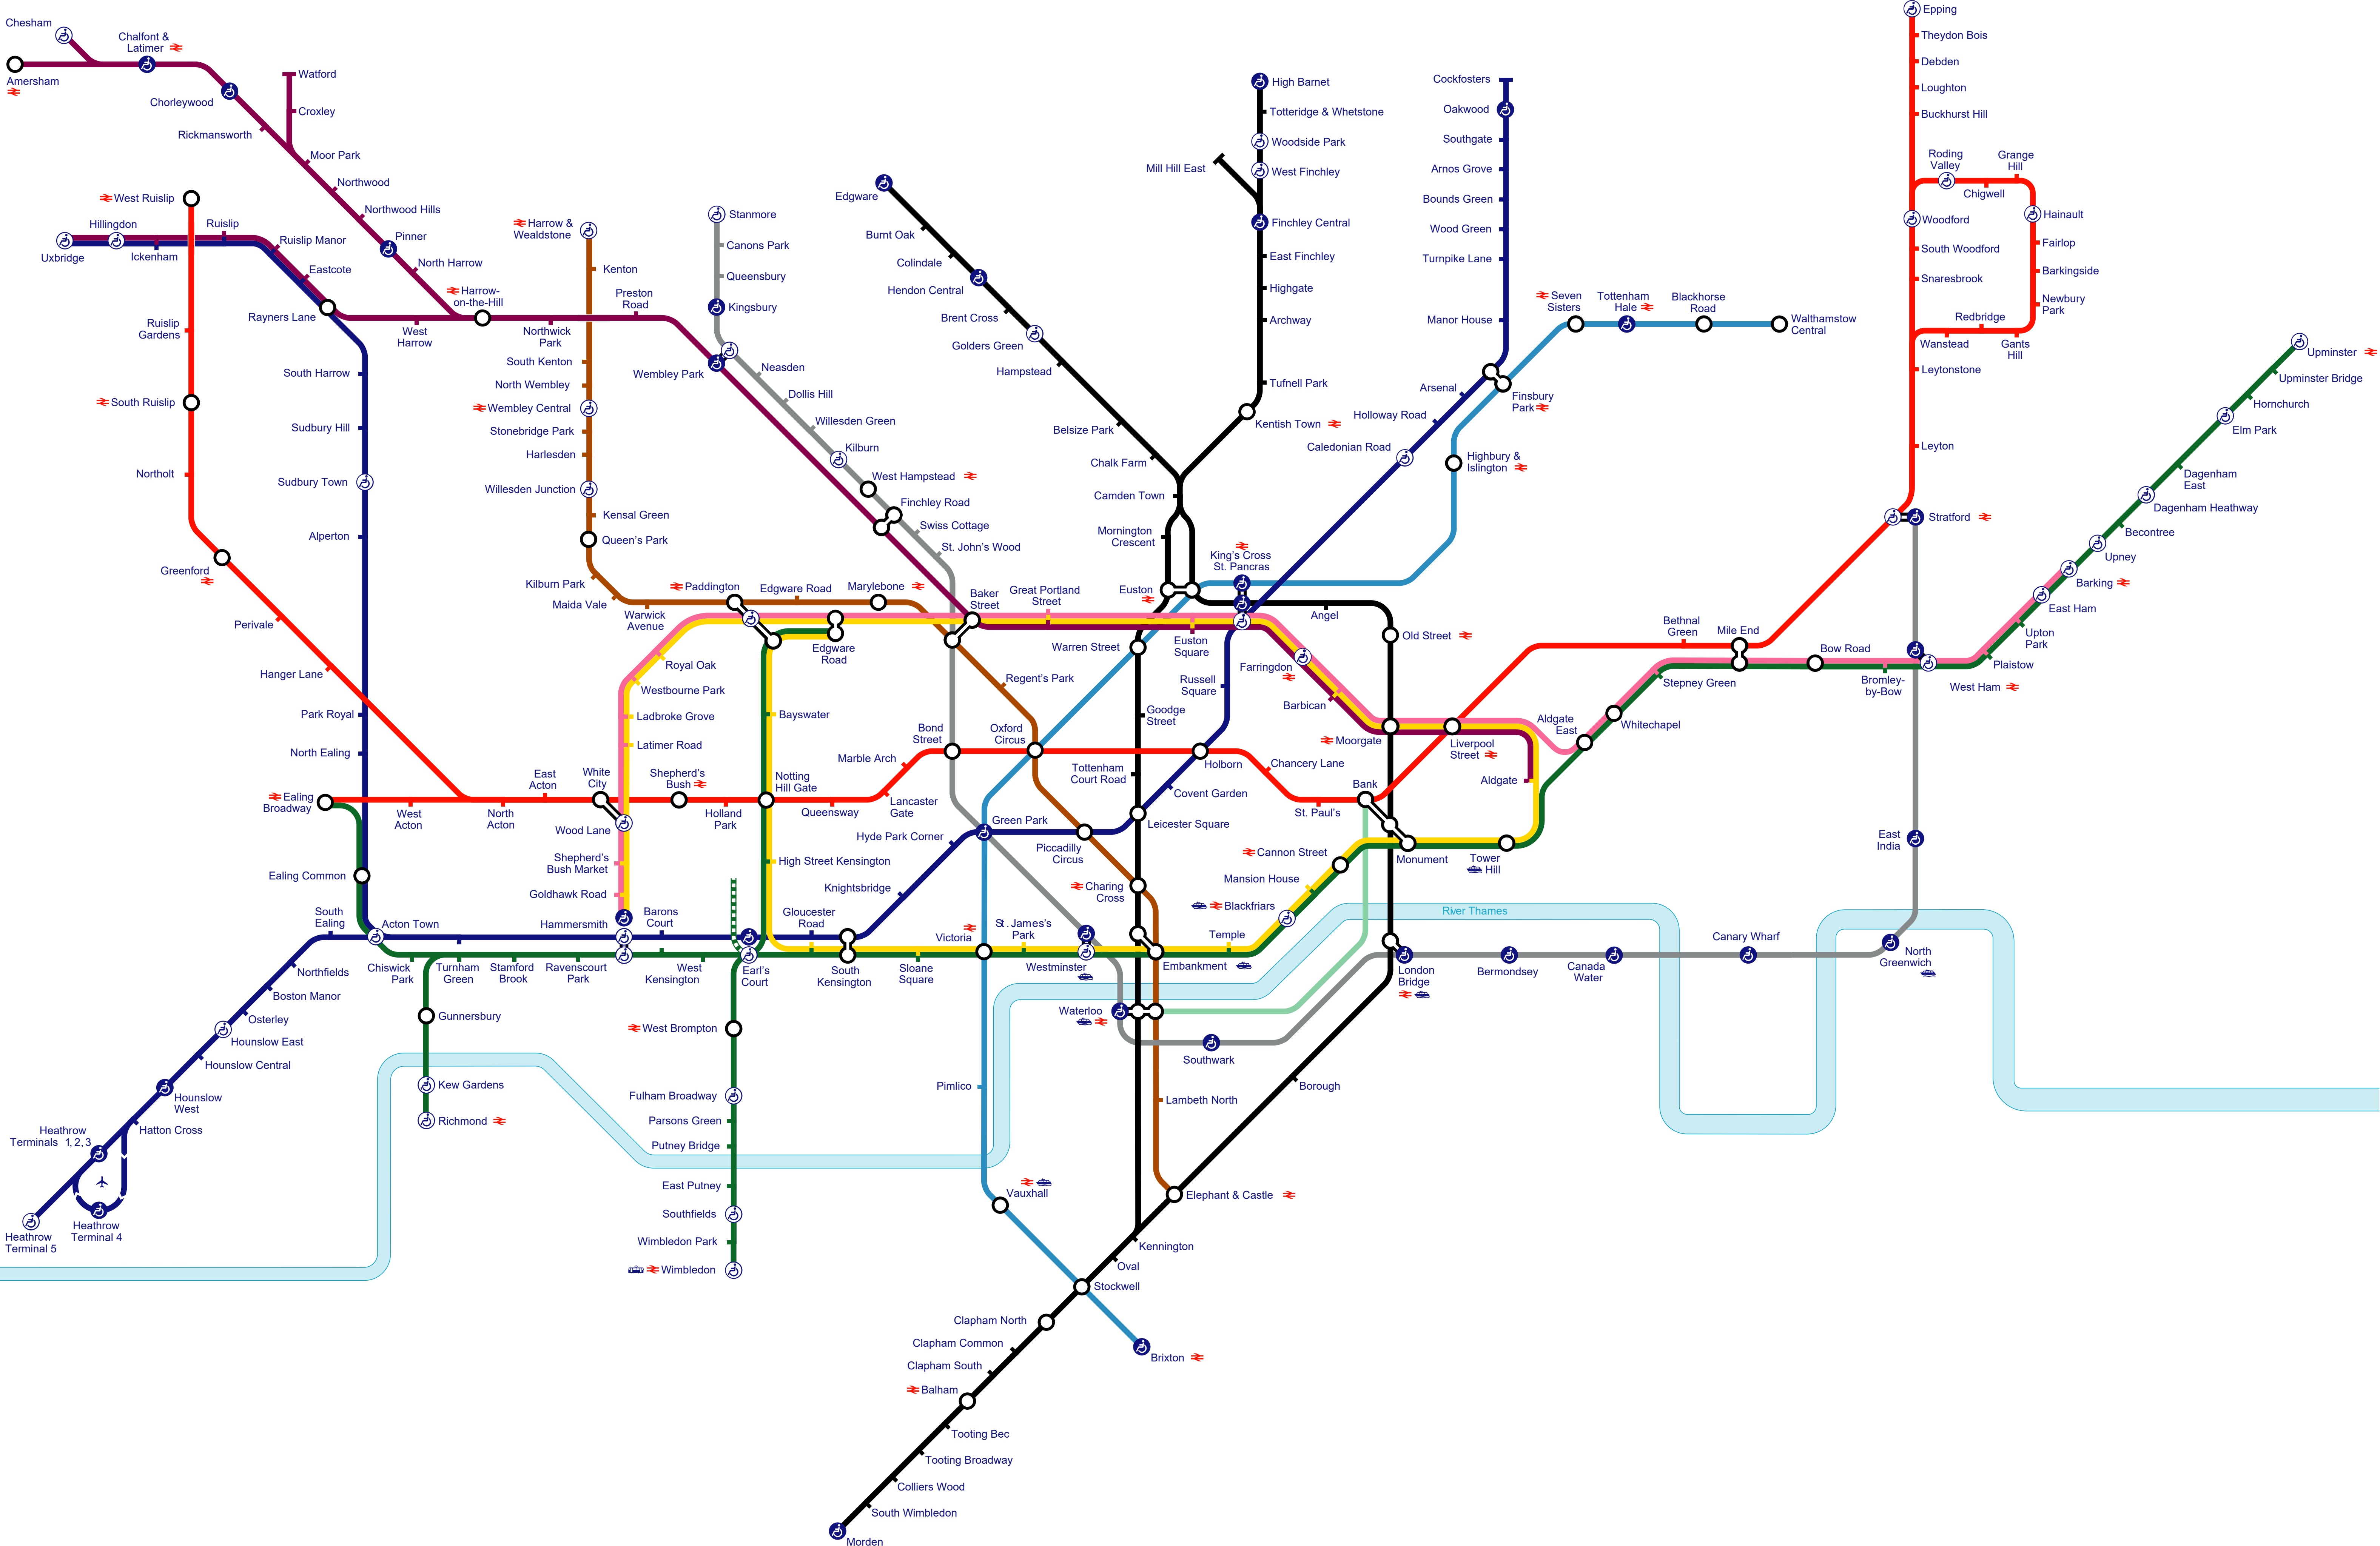 Chesham
Chalfont &
Latimer
Amersham
Chorleywood
Rickmansworth
Watford
Croxley
Moor Park
Northwood
Northwood Hills
Pinner
North Harrow
Harrow-
on-the-Hill
West Ruislip
Hillingdon
Ruislip
Uxbridge
Ickenham
Ruislip Manor
Eastcote
Rayners Lane
West
Harrow
Northwick
Park
Preston
Road
Ruislip
Gardens
South Ruislip
Northolt
Greenford
Perivale
Hanger Lane
South Harrow
Sudbury Hill
Sudbury Town
Alperton
Park Royal
North Ealing
Harrow &
Wealdstone
Kenton
South Kenton
North Wembley
Wembley Central
Stonebridge Park
Harlesden
Willesden Junction
Kensal Green
Queen's Park
Kilburn Park
Maida Vale
Warwick
Avenue
Stanmore
Canons Park
Queensbury
Kingsbury
Wembley Park
Neasden
Dollis Hill
Willesden Green
Kilburn
West Hampstead
Finchley Road
Swiss Cottage
St. John's Wood
Edgware
Burnt Oak
Colindale
Hendon Central
Brent Cross
Golders Green
Hampstead
Belsize Park
Chalk Farm
Camden Town
Mornington
Crescent
Euston
High Barnet
Totteridge & Whetstone
Woodside Park
West Finchley
Mill Hill East
Finchley Central
East Finchley
Highgate
Archway
Tufnell Park
Kentish Town
Cockfosters
Oakwood
Southgate
Arnos Grove
Bounds Green
Wood Green
Turnpike Lane
Manor House
Arsenal
Finsbury
Park
Holloway Road
Caledonian Road
Highbury &
Islington
Seven
Sisters
Tottenham
Hale
Blackhorse
Road
Walthamstow
Central
Epping
Theydon Bois
Debden
Loughton
Buckhurst Hill
Roding
Valley
Grange
Hill
Chigwell
Woodford
Hainault
South Woodford
Fairlop
Snaresbrook
Barkingside
Newbury
Park
Redbridge
Wanstead
Gants
Hill
Leytonstone
Leyton
Stratford
Upminster
Upminster Bridge
Hornchurch
Elm Park
Dagenham
East
Dagenham Heathway
Becontree
Upney
Barking
East Ham
Upton
Park
Plaistow
West Ham
Bromley-
by-Bow
Bow Road
Mile End
Bethnal
Green
Stepney Green
Whitechapel
Aldgate
East
Aldgate
Liverpool
Street
Moorgate
Barbican
Farringdon
Old Street
Angel
King's Cross
St. Pancras
Euston
Square
Great Portland
Street
Baker
Street
Marylebone
Edgware Road
Paddington
Edgware
Road
Royal Oak
Westbourne Park
Ladbroke Grove
Latimer Road
Bayswater
Warren Street
Regent's Park
Russell
Square
Goodge
Street
Bond
Street
Oxford
Circus
Marble Arch
Tottenham
Court Road
Holborn
Chancery Lane
Ealing
Broadway
West
Acton
North
Acton
East
Acton
White
City
Shepherd's
Bush
Holland
Park
Notting
Hill Gate
Queensway
Lancaster
Gate
Wood Lane
Covent Garden
Leicester Square
St. Paul's
Bank
Monument
Tower
Hill
Cannon Street
Mansion House
Blackfriars
Temple
Embankment
Hyde Park Corner
Green Park
Piccadilly
Circus
Charing
Cross
Knightsbridge
High Street Kensington
Shepherd's
Bush Market
Goldhawk Road
Ealing Common
South
Ealing
Acton Town
Hammersmith
Barons
Court
Gloucester
Road
Victoria
St. James's
Park
Westminster
River Thames
East
India
Canary Wharf
North
Greenwich
Canada
Water
Bermondsey
London
Bridge
Chiswick
Park
Turnham
Green
Stamford
Brook
Ravenscourt
Park
West
Kensington
Earl's
Court
South
Kensington
Sloane
Square
Northfields
Boston Manor
Osterley
Hounslow East
Hounslow Central
Hounslow
West
Hatton Cross
Heathrow
Terminals 1, 2, 3
Heathrow
Terminal 4
Heathrow
Terminal 5
Gunnersbury
Kew Gardens
Richmond
West Brompton
Fulham Broadway
Parsons Green
Putney Bridge
East Putney
Southfields
Wimbledon Park
Wimbledon
Waterloo
Southwark
Pimlico
Lambeth North
Borough
Vauxhall
Elephant & Castle
Kennington
Oval
Stockwell
Brixton
Clapham North
Clapham Common
Clapham South
Balham
Tooting Bec
Tooting Broadway
Colliers Wood
South Wimbledon
Morden